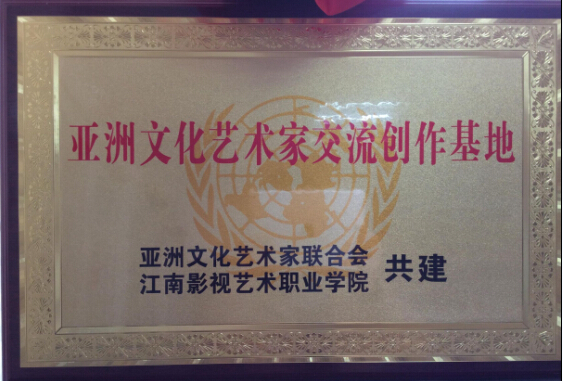 亚洲文化艺术家交流创作基地
亚洲文化艺术家联合会
江南影视艺术职业学院
共建